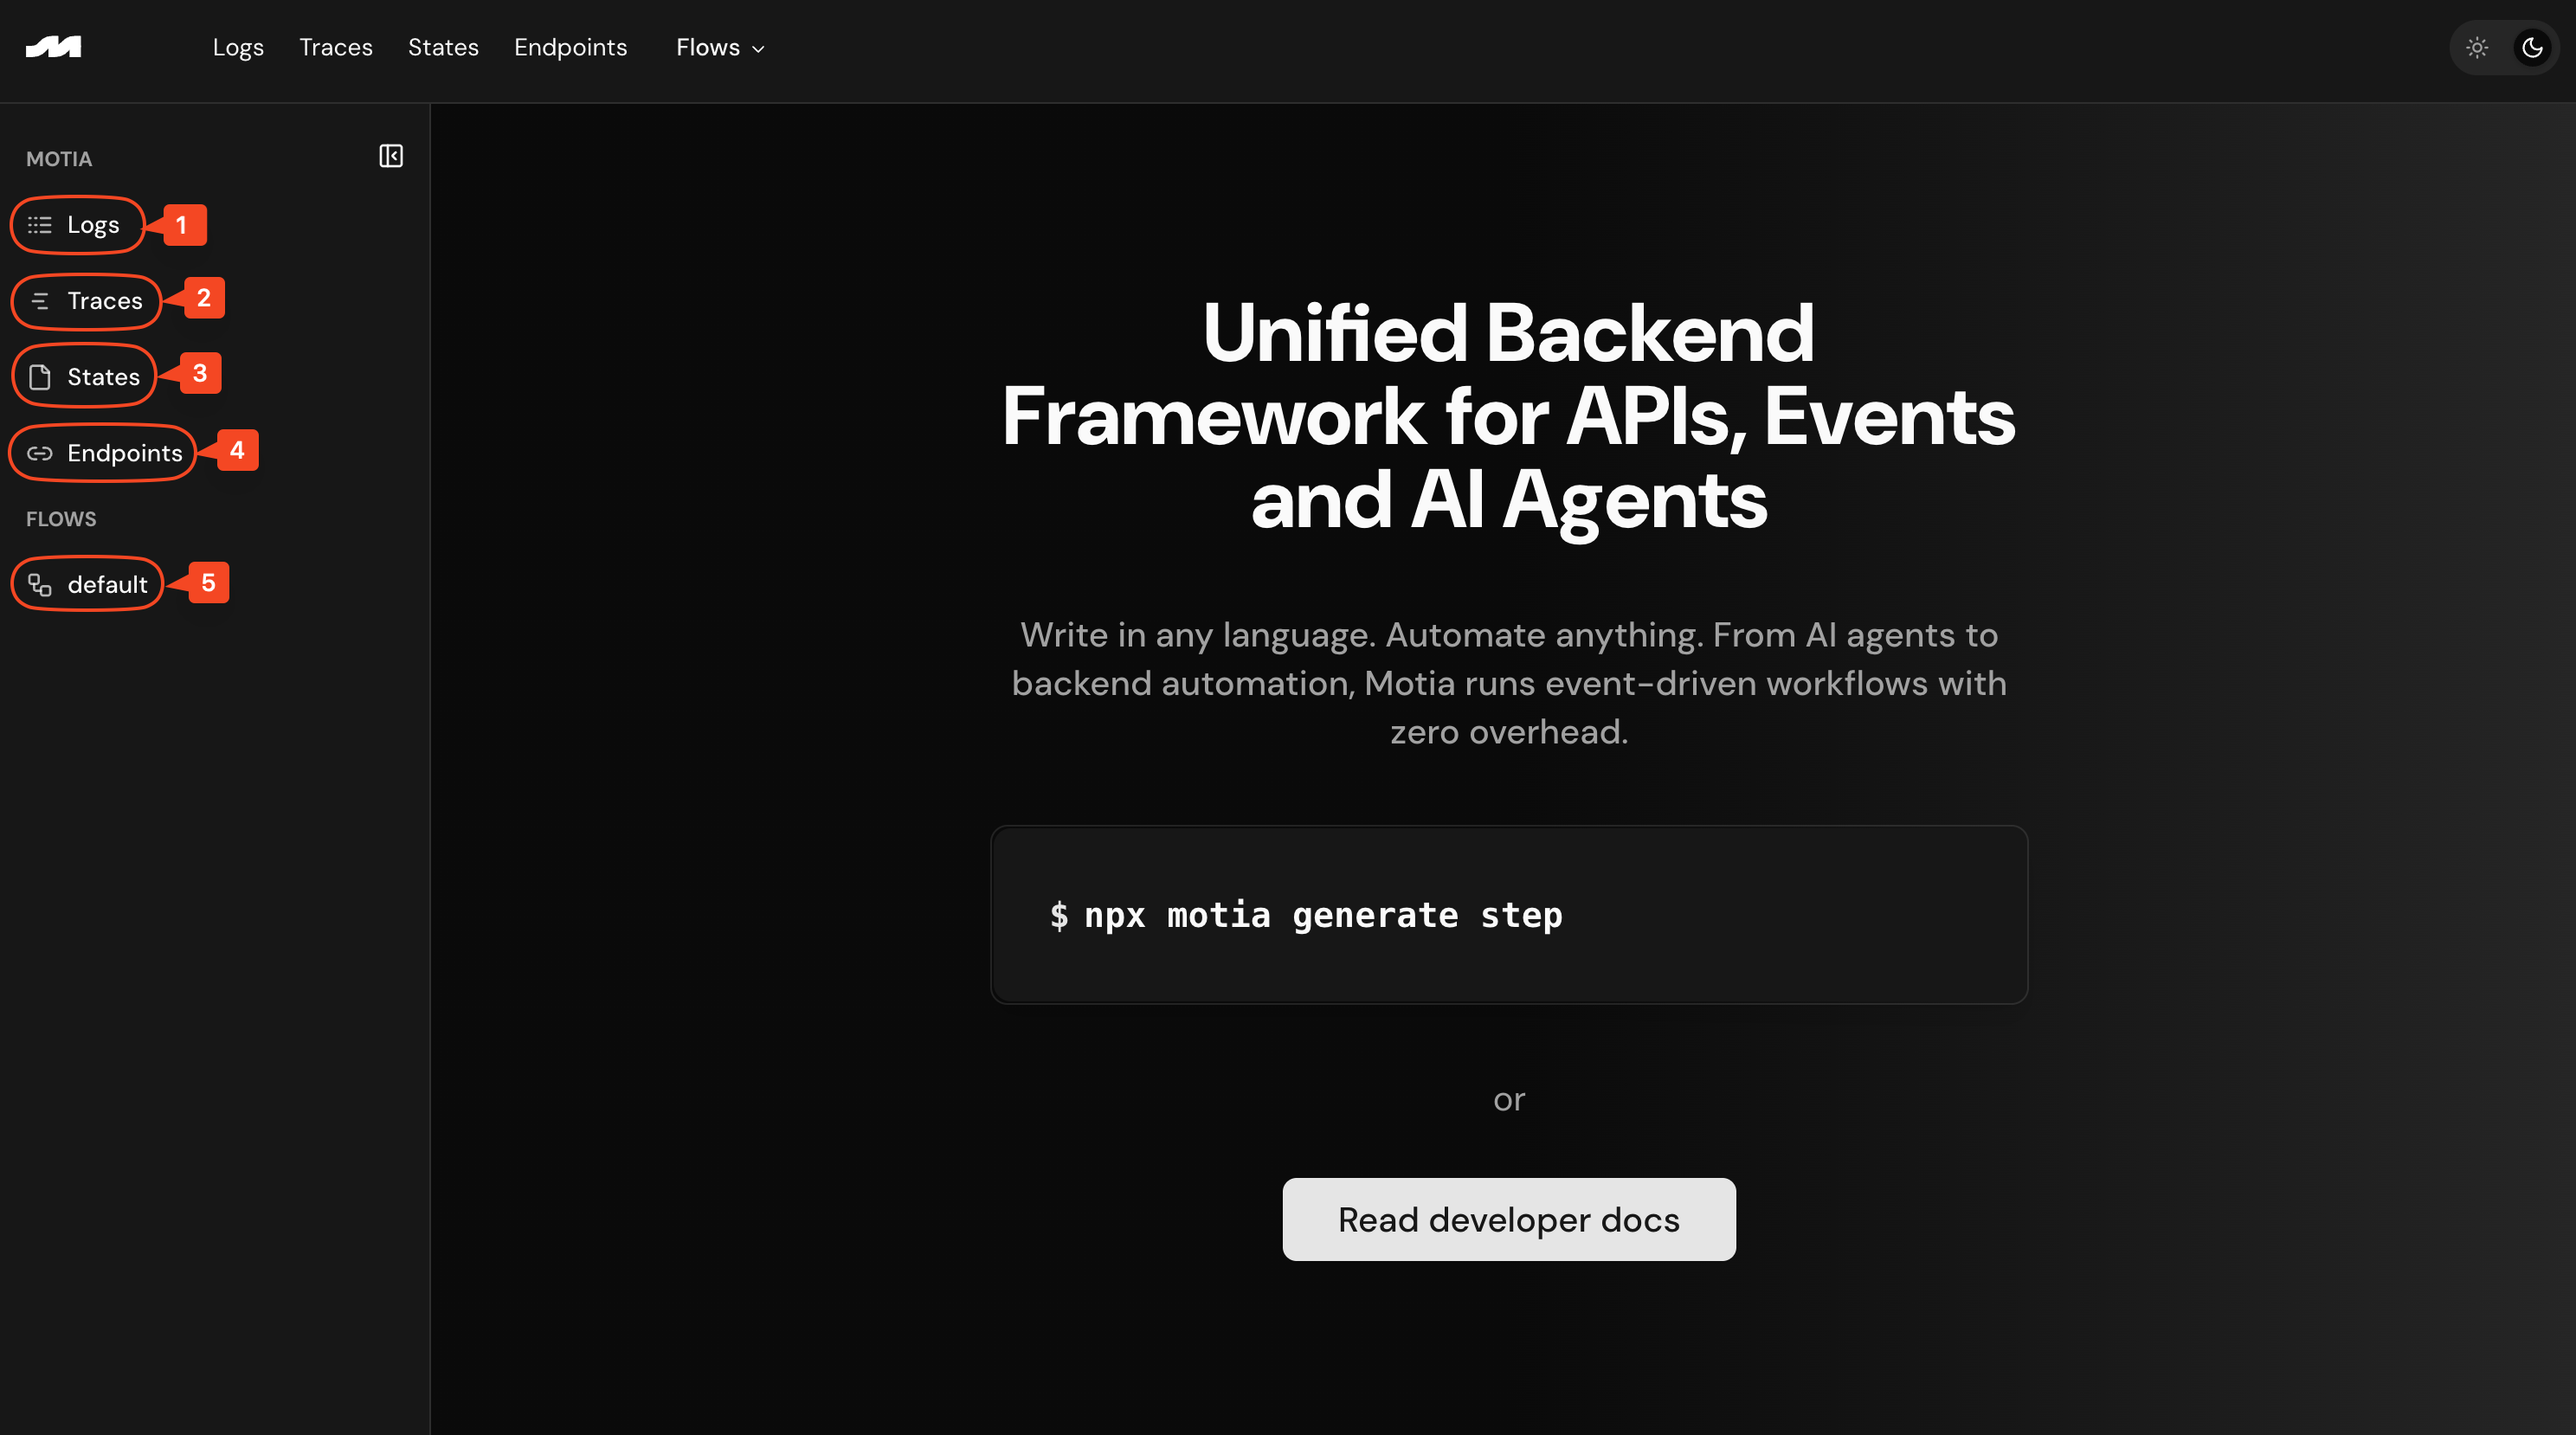 Logs Traces States Endpoints Flows
MOTIA
Logs 1
Traces 2
States 3
Endpoints 4
FLOWS
default 5
Unified Backend
Framework for APIs, Events
and AI Agents
Write in any language. Automate anything. From AI agents to
backend automation, Motia runs event-driven workflows with
zero overhead.
$ npx motia generate step
or
Read developer docs